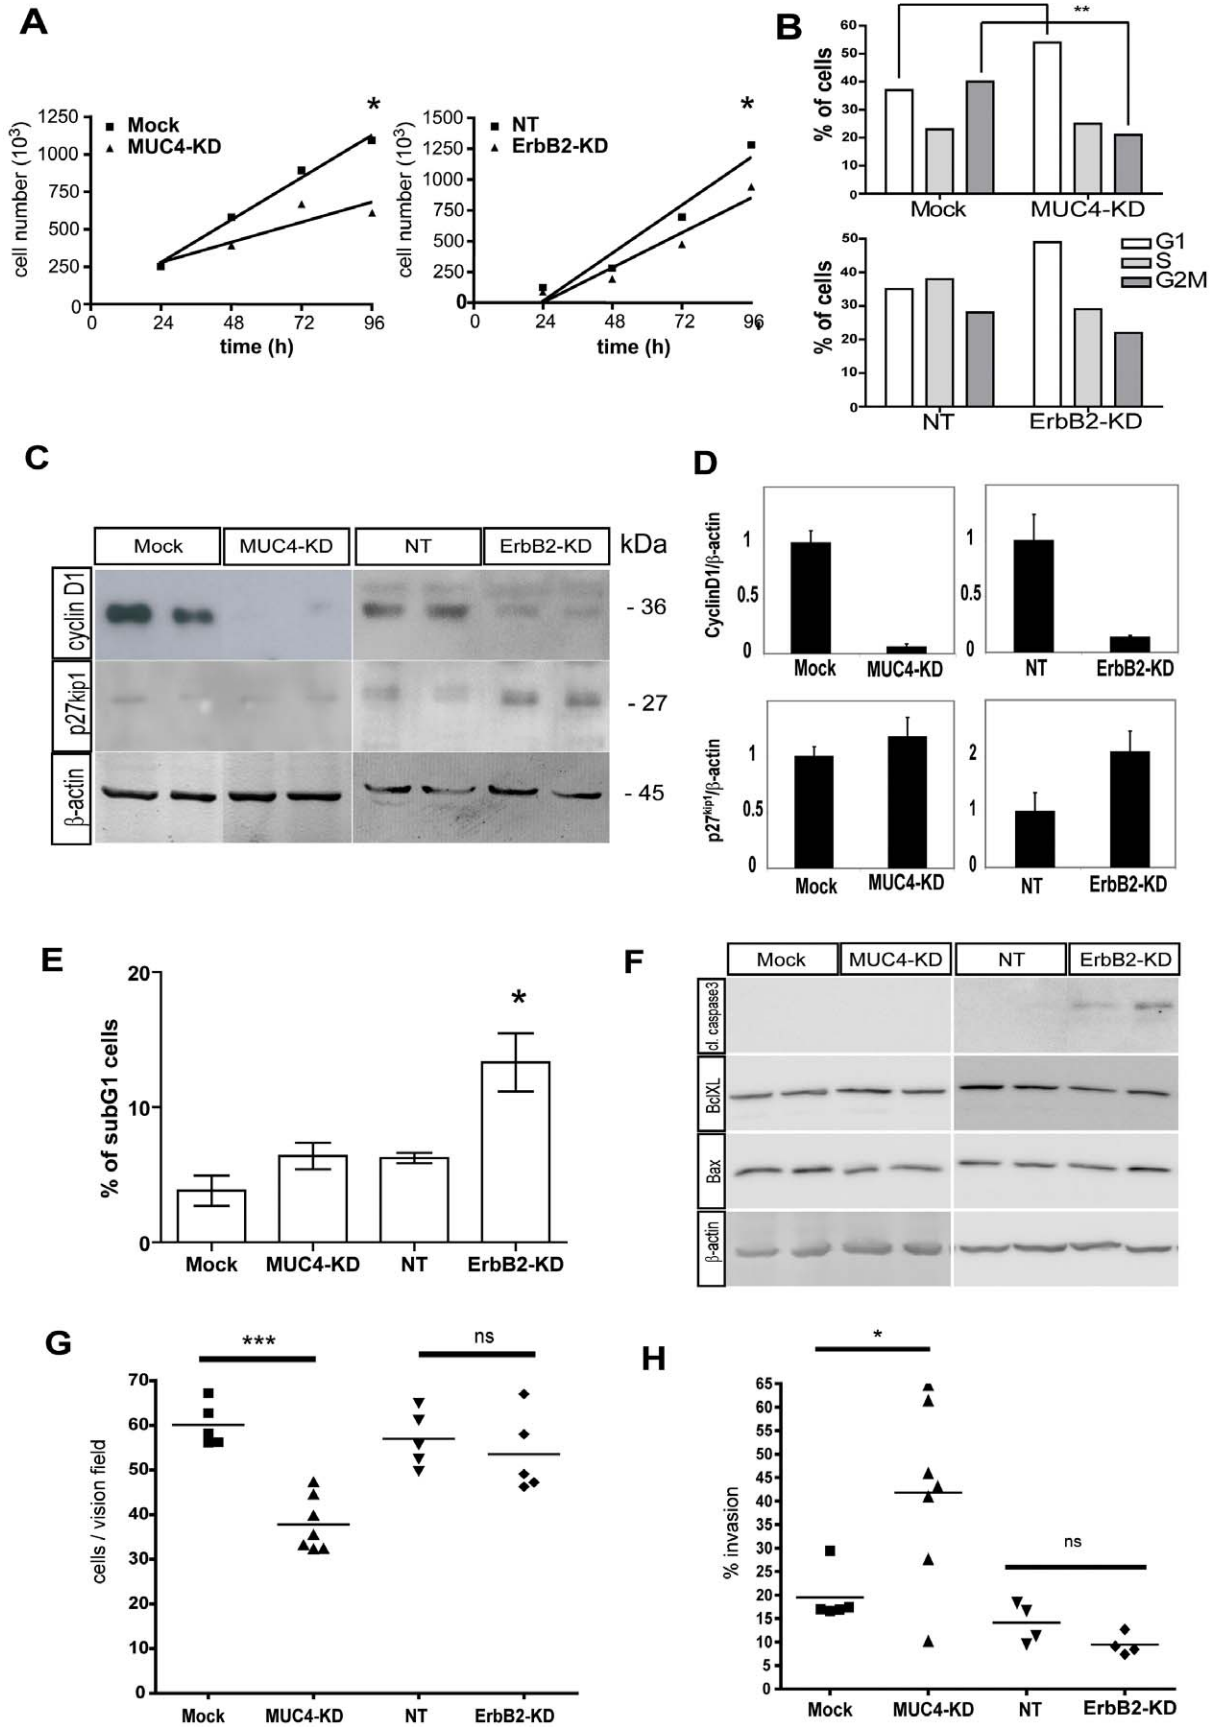 A
cell number (10³)
1250
1000
750
500
250
0
0
24
48
72
96
time (h)
Mock
MUC4-KD
*
cell number (10³)
1500
1250
1000
750
500
250
0
0
24
48
72
96
time (h)
NT
ErbB2-KD
*
B
% of cells
60
50
40
30
20
10
0
**
Mock
MUC4-KD
% of cells
50
40
30
20
10
0
G1
S
G2M
NT
ErbB2-KD
C
Mock
MUC4-KD
NT
ErbB2-KD
kDa
cyclin D1
- 36
p27kip1
- 27
β-actin
- 45
D
CyclinD1/β-actin
1
0.5
0
Mock
MUC4-KD
1
0.5
0
NT
ErbB2-KD
p27kip1/β-actin
1
0.5
0
Mock
MUC4-KD
2
1
0
NT
ErbB2-KD
E
% of subG1 cells
20
10
0
*
Mock
MUC4-KD
NT
ErbB2-KD
F
Mock
MUC4-KD
NT
ErbB2-KD
cl. caspase3
BclXL
Bax
β-actin
G
cells / vision field
70
60
50
40
30
20
10
0
***
ns
Mock
MUC4-KD
NT
ErbB2-KD
H
% invasion
65
60
55
50
45
40
35
30
25
20
15
10
5
0
*
ns
Mock
MUC4-KD
NT
ErbB2-KD